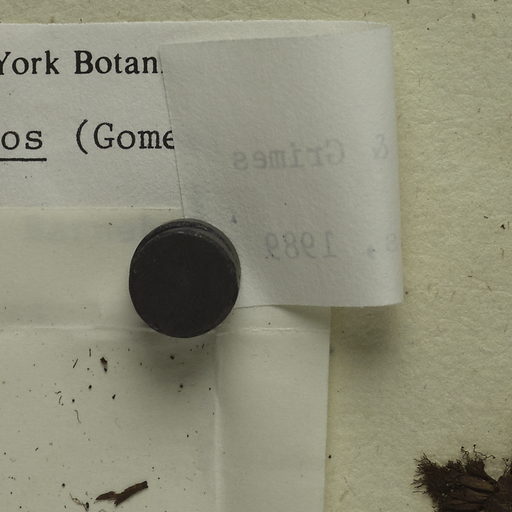 York Botan
os (Gome
& Grimes
, 1989